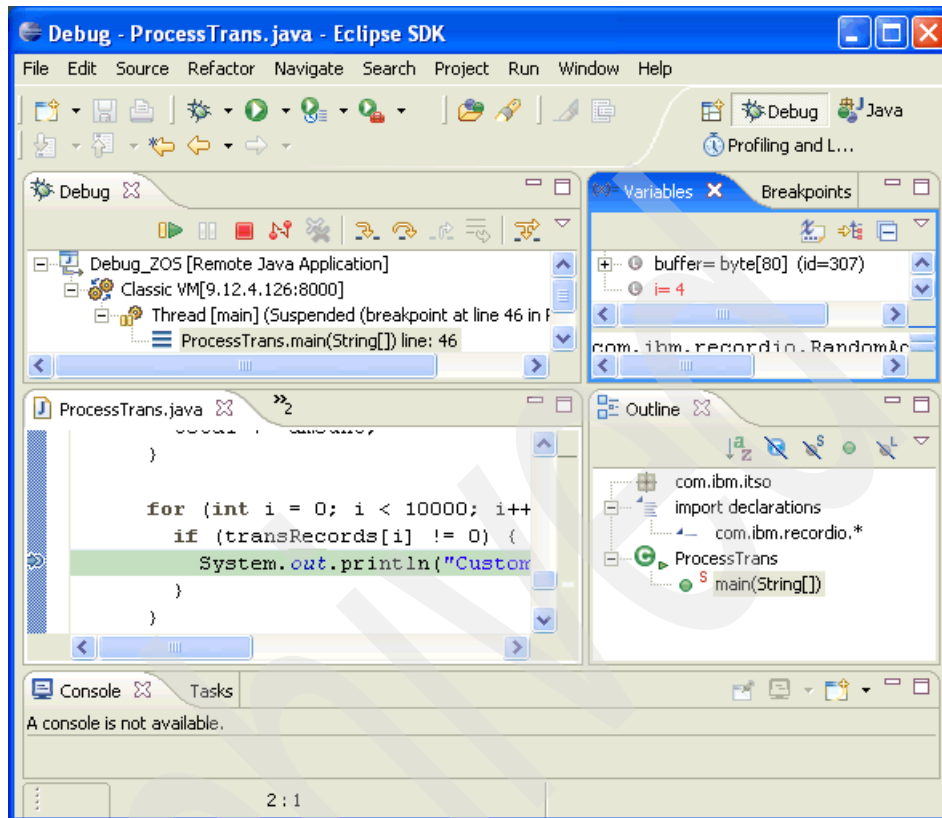 Debug - ProcessTrans.java - Eclipse SDK
File Edit Source Refactor Navigate Search Project Run Window Help
Debug Java
Profiling and L...
Debug
Variables Breakpoints
Debug_ZOS [Remote Java Application]
Classic VM[9.12.4.126:8000]
Thread [main] (Suspended (breakpoint at line 46 in P
ProcessTrans.main(String[]) line: 46
buffer= byte[80] (id=307)
i= 4
com.ibm.recordio.RandomAc
ProcessTrans.java »2
}
for (int i = 0; i < 10000; i++
if (transRecords[i] != 0) {
System.out.println("Custom
}
}
Outline
com.ibm.itso
import declarations
com.ibm.recordio.*
ProcessTrans
S main(String[])
Console Tasks
A console is not available.
2 : 1